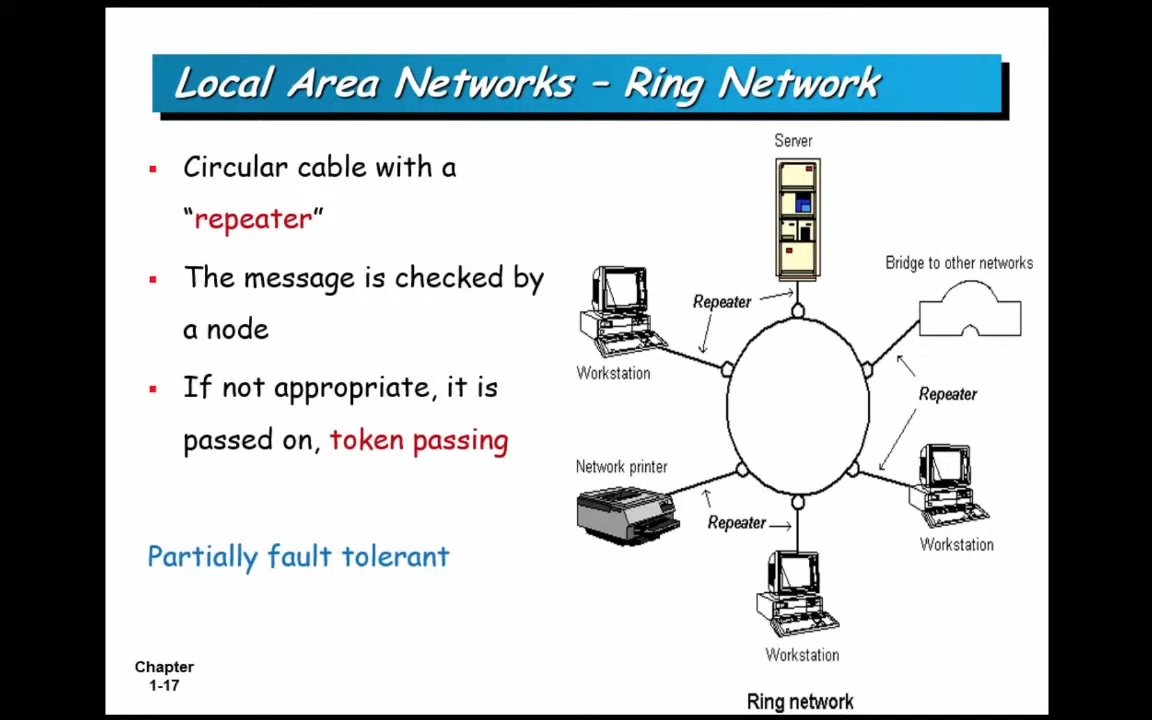 Local Area Networks – Ring Network
▪ Circular cable with a
“repeater”
▪ The message is checked by
a node
▪ If not appropriate, it is
passed on, token passing
Partially fault tolerant
Server
Bridge to other networks
Repeater
Workstation
Repeater
Network printer
Repeater
Workstation
Workstation
Ring network
Chapter
1-17